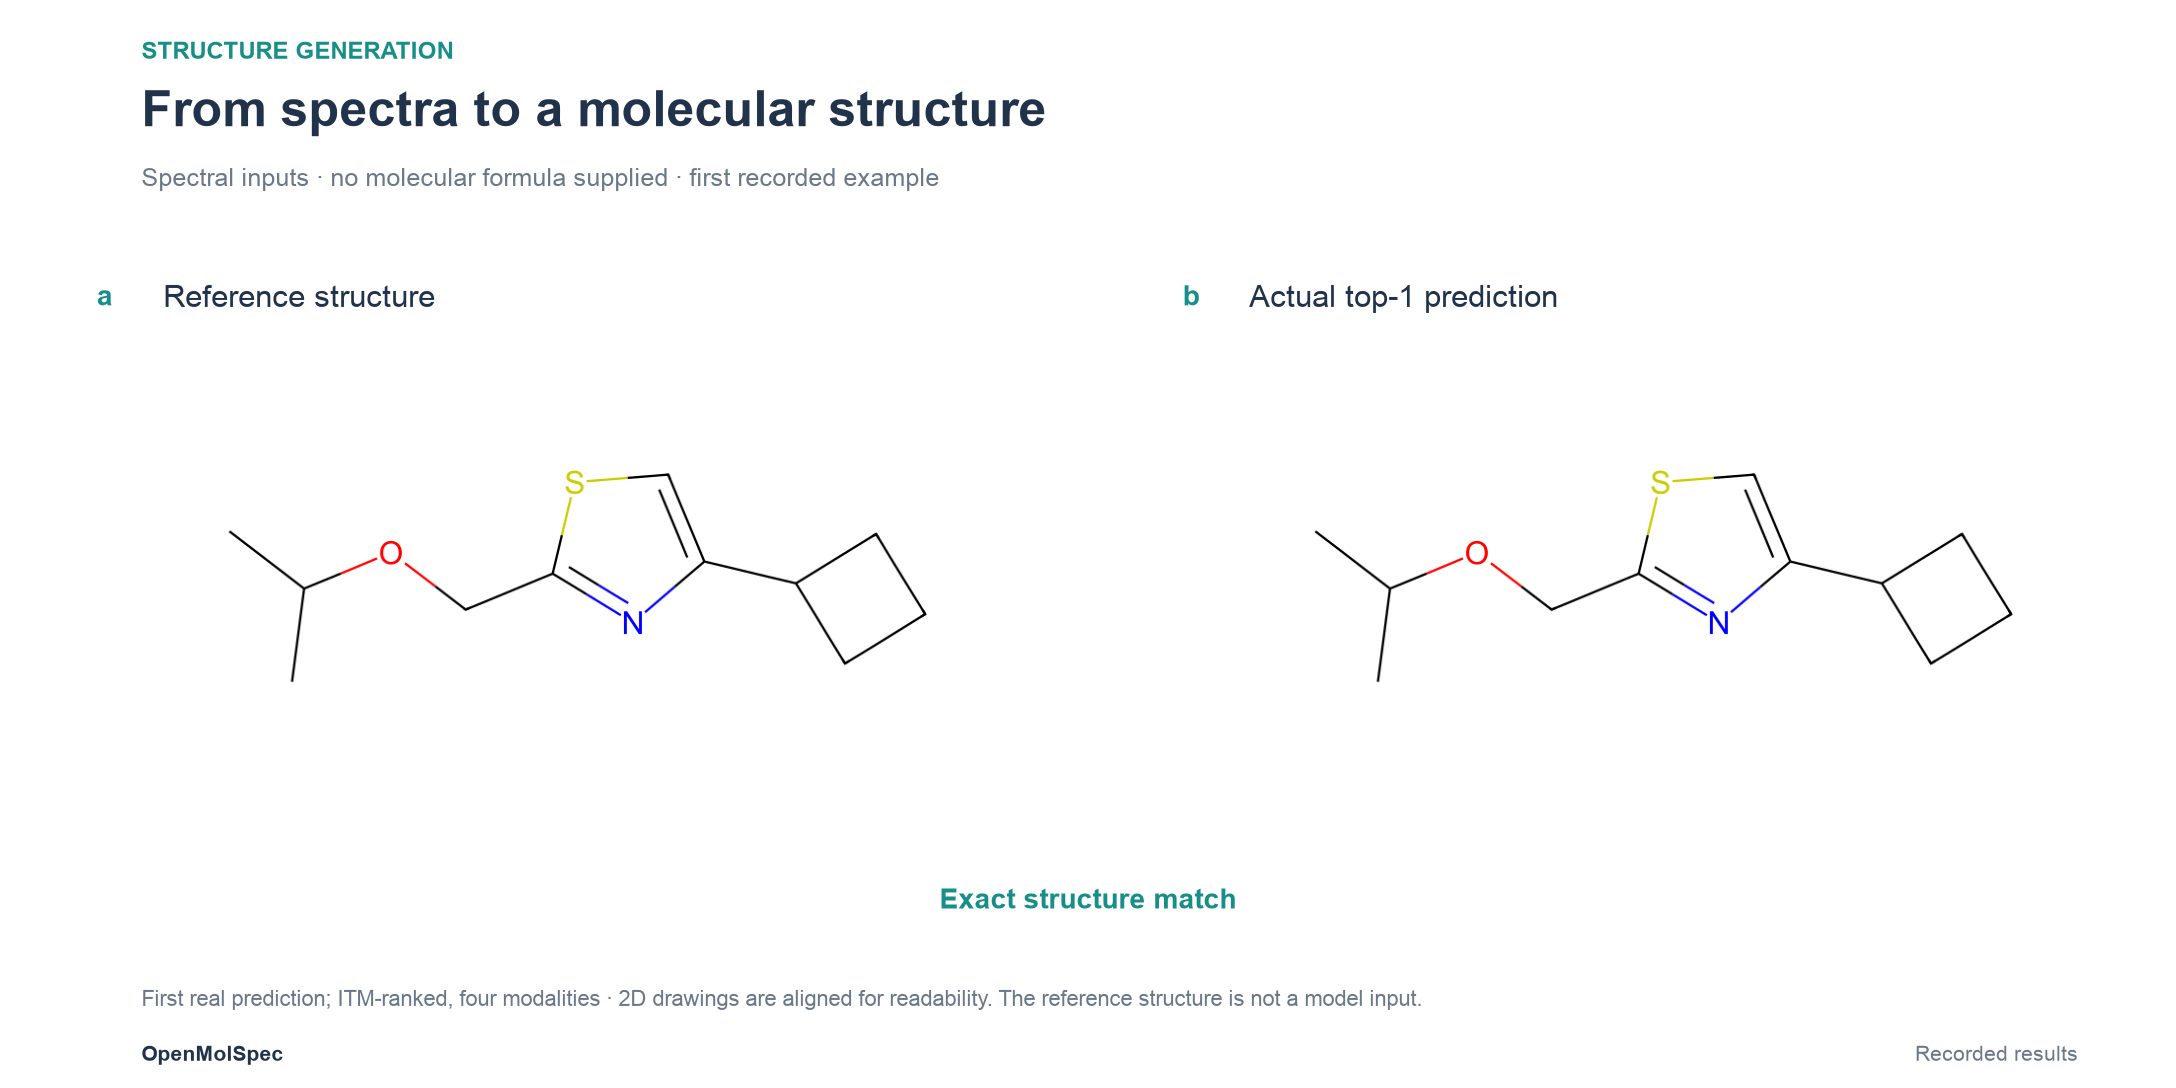 STRUCTURE GENERATION
From spectra to a molecular structure
Spectral inputs · no molecular formula supplied · first recorded example
a Reference structure
b Actual top-1 prediction
S
O
N
S
O
N
Exact structure match
First real prediction; ITM-ranked, four modalities · 2D drawings are aligned for readability. The reference structure is not a model input.
OpenMolSpec
Recorded results